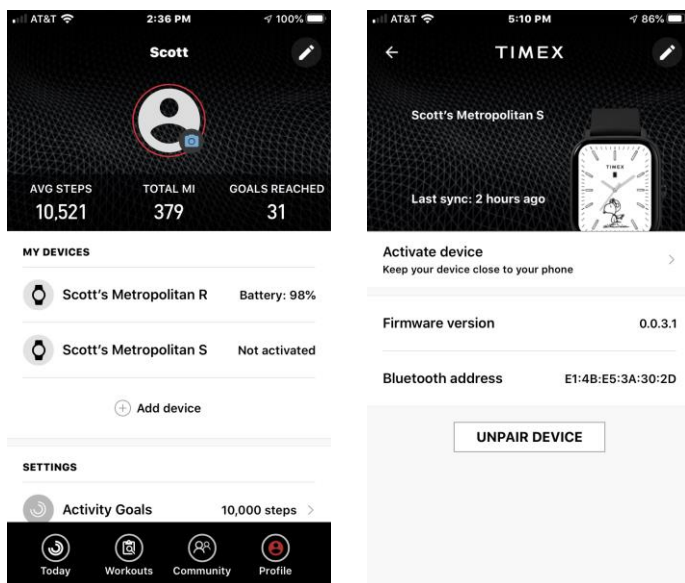 AT&T 2:36 PM 100%
Scott
AVG STEPS TOTAL MI GOALS REACHED
10,521 379 31
MY DEVICES
Scott’s Metropolitan R Battery: 98%
Scott’s Metropolitan S Not activated
Add device
SETTINGS
Activity Goals 10,000 steps
Today Workouts Community Profile
AT&T 5:10 PM 86%
TIMEX
Scott’s Metropolitan S
TIMEX
Last sync: 2 hours ago
Activate device
Keep your device close to your phone
Firmware version 0.0.3.1
Bluetooth address E1:4B:E5:3A:30:2D
UNPAIR DEVICE